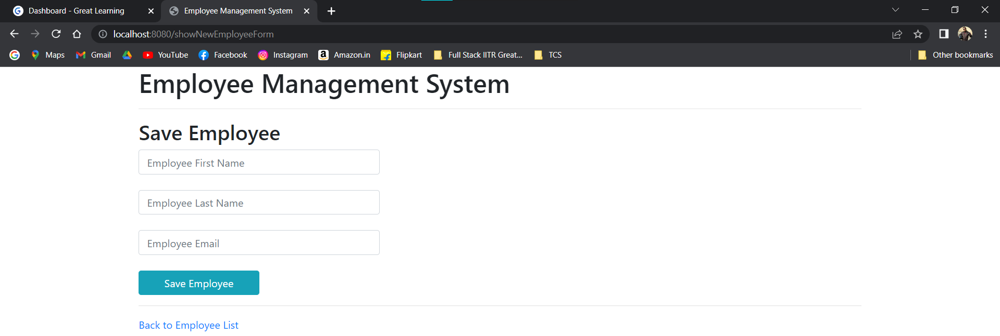 Dashboard - Great Learning
Employee Management System
localhost:8080/showNewEmployeeForm
Maps Gmail YouTube Facebook Instagram Amazon.in Flipkart Full Stack IITR Great... TCS Other bookmarks
Employee Management System
Save Employee
Employee First Name
Employee Last Name
Employee Email
Save Employee
Back to Employee List